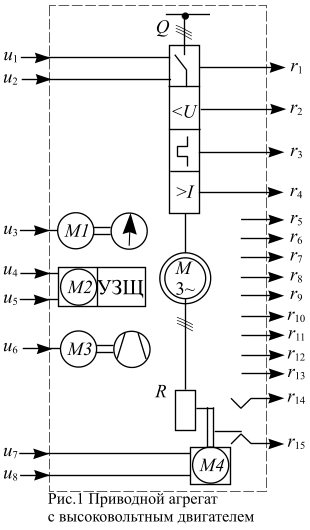 Q
u1
r1
u2
<U
r2
r3
>I
r4
r5
u3
M1
r6
r7
u4
M
3~
r8
M2
УЗЩ
u5
r9
r10
r11
u6
M3
r12
r13
R
r14
r15
u7
M4
u8
Рис.1 Приводной агрегат
с высоковольтным двигателем